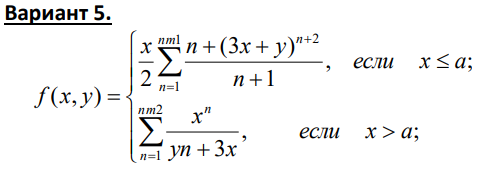 Вариант 5.
f(x, y) = { x/2 ∑_{n=1}^{nm1} (n + (3x + y)^{n+2})/(n + 1), если x ≤ a;
∑_{n=1}^{nm2} x^n/(yn + 3x), если x > a;